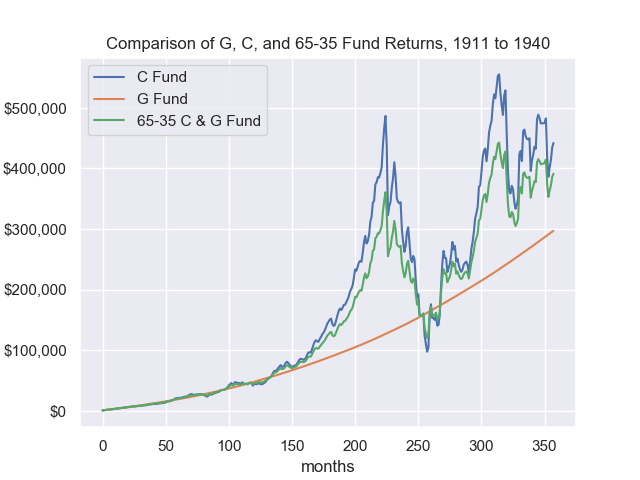 Comparison of G, C, and 65-35 Fund Returns, 1911 to 1940
C Fund
G Fund
65-35 C & G Fund
$500,000
$400,000
$300,000
$200,000
$100,000
$0
0 50 100 150 200 250 300 350
months